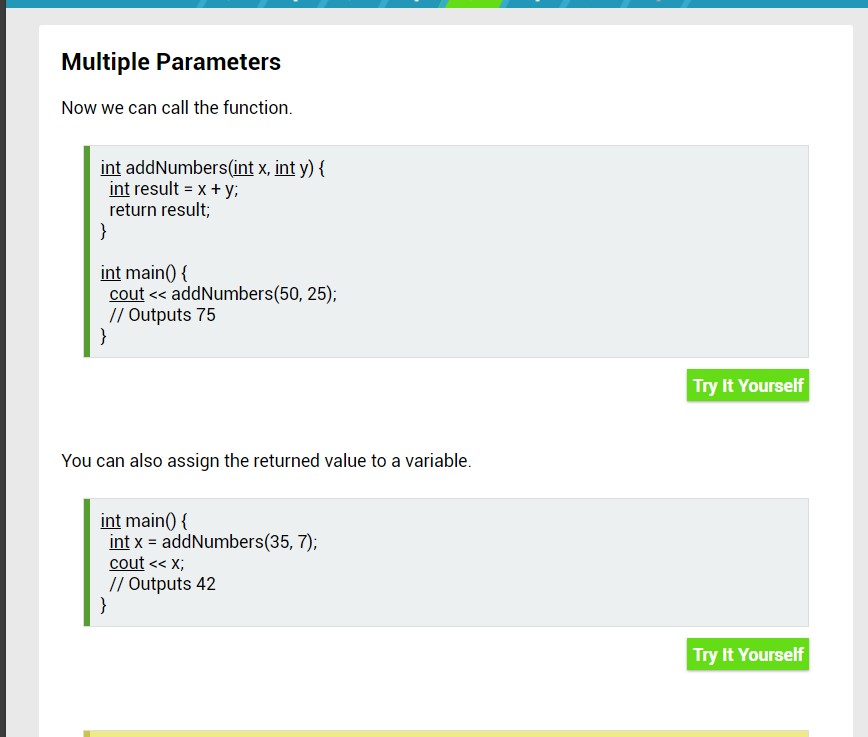 Multiple Parameters
Now we can call the function.
int addNumbers(int x, int y) {
int result = x + y;
return result;
}
int main() {
cout << addNumbers(50, 25);
// Outputs 75
}
Try It Yourself
You can also assign the returned value to a variable.
int main() {
int x = addNumbers(35, 7);
cout << x;
// Outputs 42
}
Try It Yourself